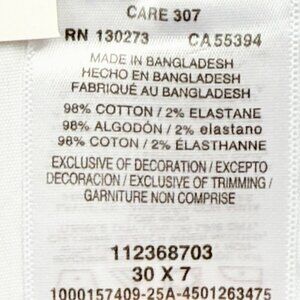 CARE 307
RN 130273 CA55394
MADE IN BANGLADESH
HECHO EN BANGLADESH
FABRIQUÉ AU BANGLADESH
98% COTTON / 2% ELASTANE
98% ALGODÓN / 2% elastano
98% COTON / 2% ÉLASTHANNE
EXCLUSIVE OF DECORATION / EXCEPTO
DECORACION / EXCLUSIVE OF TRIMMING /
GARNITURE NON COMPRISE
112368703
30 X 7
1000157409-25A-4501263475